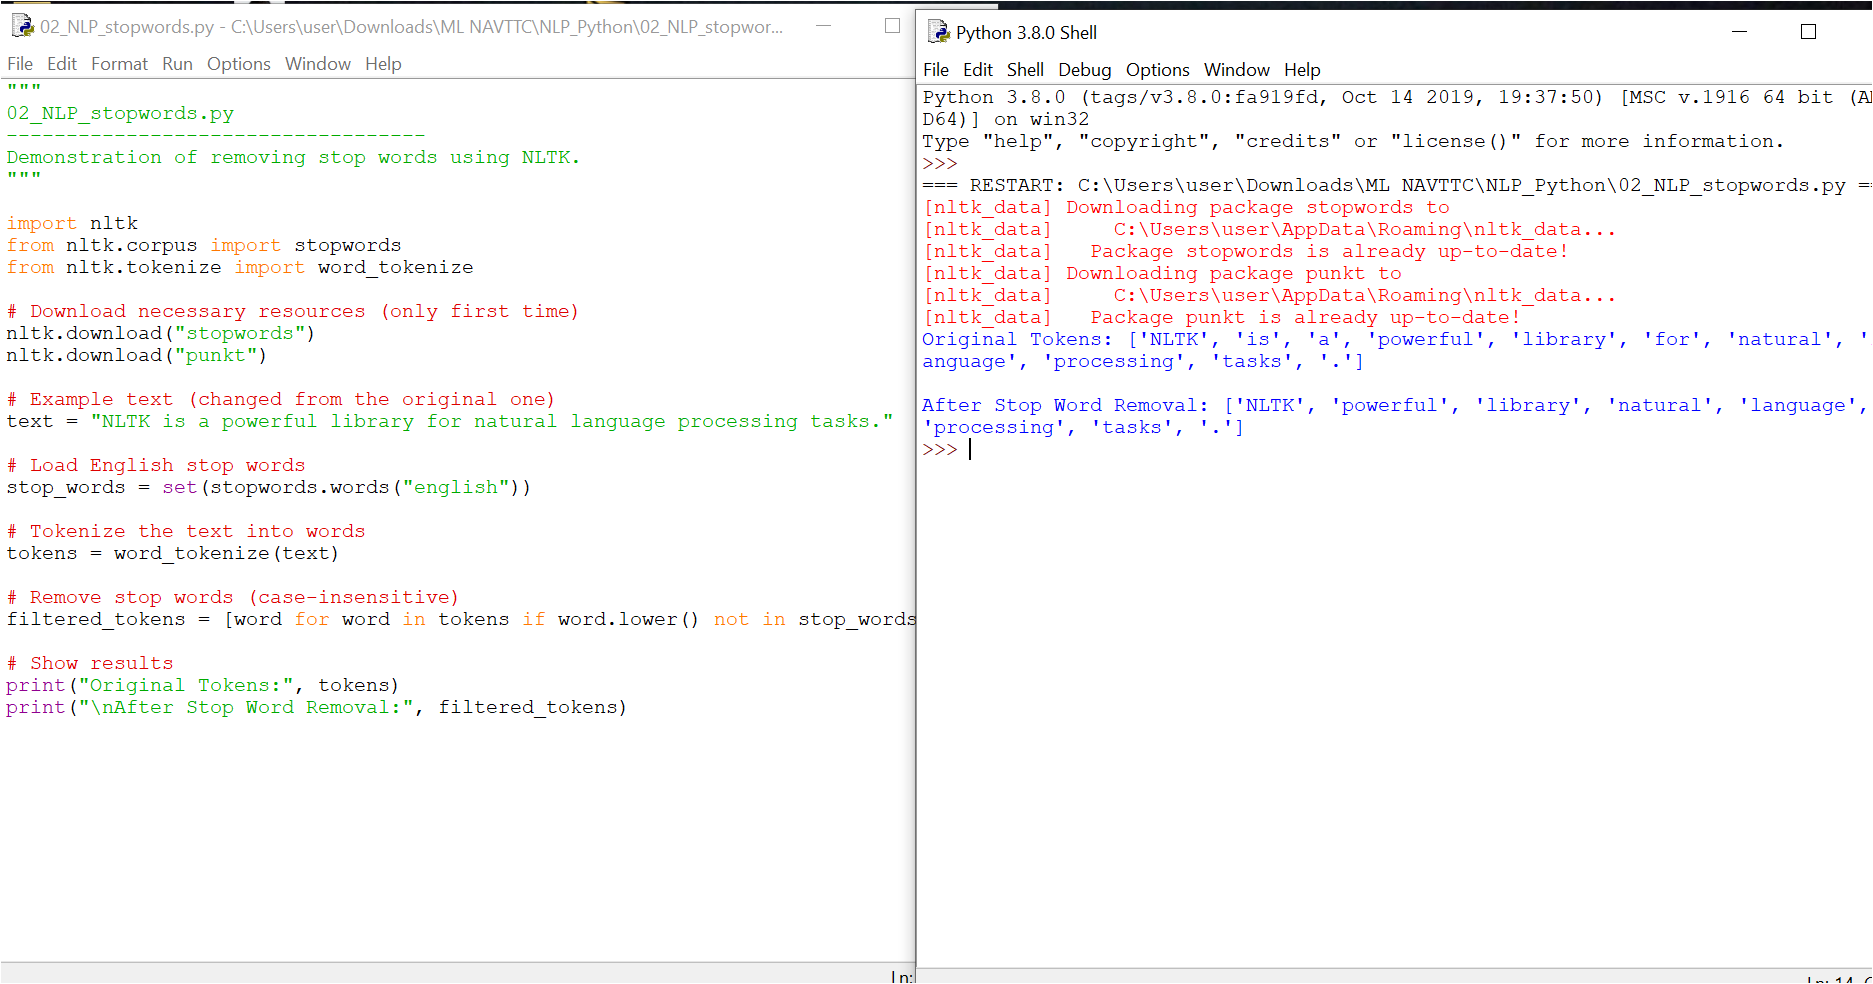 02_NLP_stopwords.py - C:\Users\user\Downloads\ML NAVTTC\NLP_Python\02_NLP_stopwor...
File Edit Format Run Options Window Help
"""
02_NLP_stopwords.py
-----------------------------------
Demonstration of removing stop words using NLTK.
"""
import nltk
from nltk.corpus import stopwords
from nltk.tokenize import word_tokenize
# Download necessary resources (only first time)
nltk.download("stopwords")
nltk.download("punkt")
# Example text (changed from the original one)
text = "NLTK is a powerful library for natural language processing tasks."
# Load English stop words
stop_words = set(stopwords.words("english"))
# Tokenize the text into words
tokens = word_tokenize(text)
# Remove stop words (case-insensitive)
filtered_tokens = [word for word in tokens if word.lower() not in stop_words
# Show results
print("Original Tokens:", tokens)
print("\nAfter Stop Word Removal:", filtered_tokens)
Ln:
Python 3.8.0 Shell
File Edit Shell Debug Options Window Help
Python 3.8.0 (tags/v3.8.0:fa919fd, Oct 14 2019, 19:37:50) [MSC v.1916 64 bit (A
D64)] on win32
Type "help", "copyright", "credits" or "license()" for more information.
>>>
=== RESTART: C:\Users\user\Downloads\ML NAVTTC\NLP_Python\02_NLP_stopwords.py ==
[nltk_data] Downloading package stopwords to
[nltk_data]     C:\Users\user\AppData\Roaming\nltk_data...
[nltk_data]   Package stopwords is already up-to-date!
[nltk_data] Downloading package punkt to
[nltk_data]     C:\Users\user\AppData\Roaming\nltk_data...
[nltk_data]   Package punkt is already up-to-date!
Original Tokens: ['NLTK', 'is', 'a', 'powerful', 'library', 'for', 'natural', '
anguage', 'processing', 'tasks', '.']
After Stop Word Removal: ['NLTK', 'powerful', 'library', 'natural', 'language',
'processing', 'tasks', '.']
>>>
Ln: 14